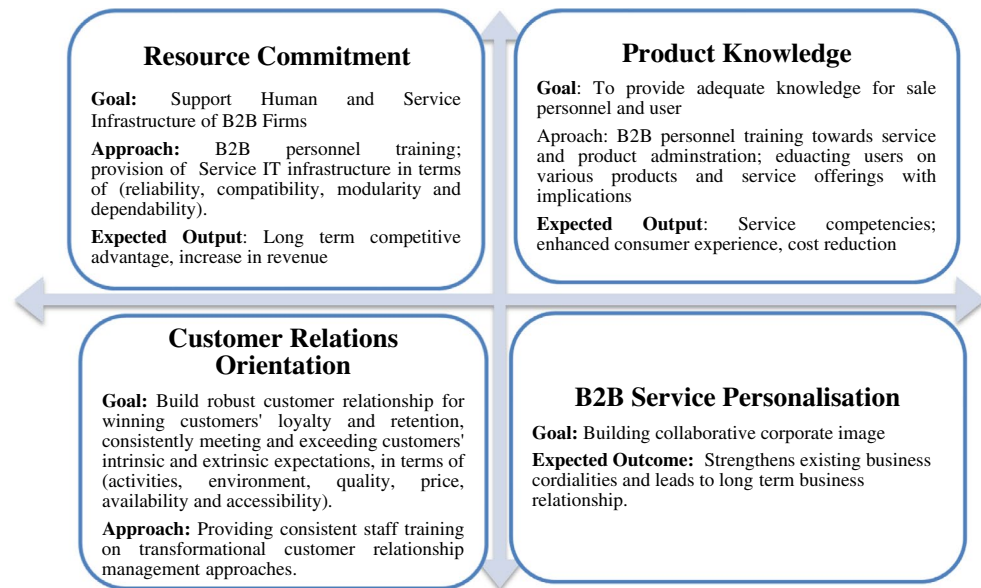 Resource Commitment
Goal: Support Human and Service
Infrastructure of B2B Firms
Approach: B2B personnel training;
provision of Service IT infrastructure in terms
of (reliability, compatibility, modularity and
dependability).
Expected Output: Long term competitive
advantage, increase in revenue
Product Knowledge
Goal: To provide adequate knowledge for sale
personnel and user
Aproach: B2B personnel training towards service
and product adminstration; eduacting users on
various products and service offerings with
implications
Expected Output: Service competencies;
enhanced consumer experience, cost reduction
Customer Relations
Orientation
Goal: Build robust customer relationship for
winning customers' loyalty and retention,
consistently meeting and exceeding customers'
intrinsic and extrinsic expectations, in terms of
(activities, environment, quality, price,
availability and accessibility).
Approach: Providing consistent staff training
on transformational customer relationship
management approaches.
B2B Service Personalisation
Goal: Building collaborative corporate image
Expected Outcome: Strengthens existing business
cordialities and leads to long term business
relationship.